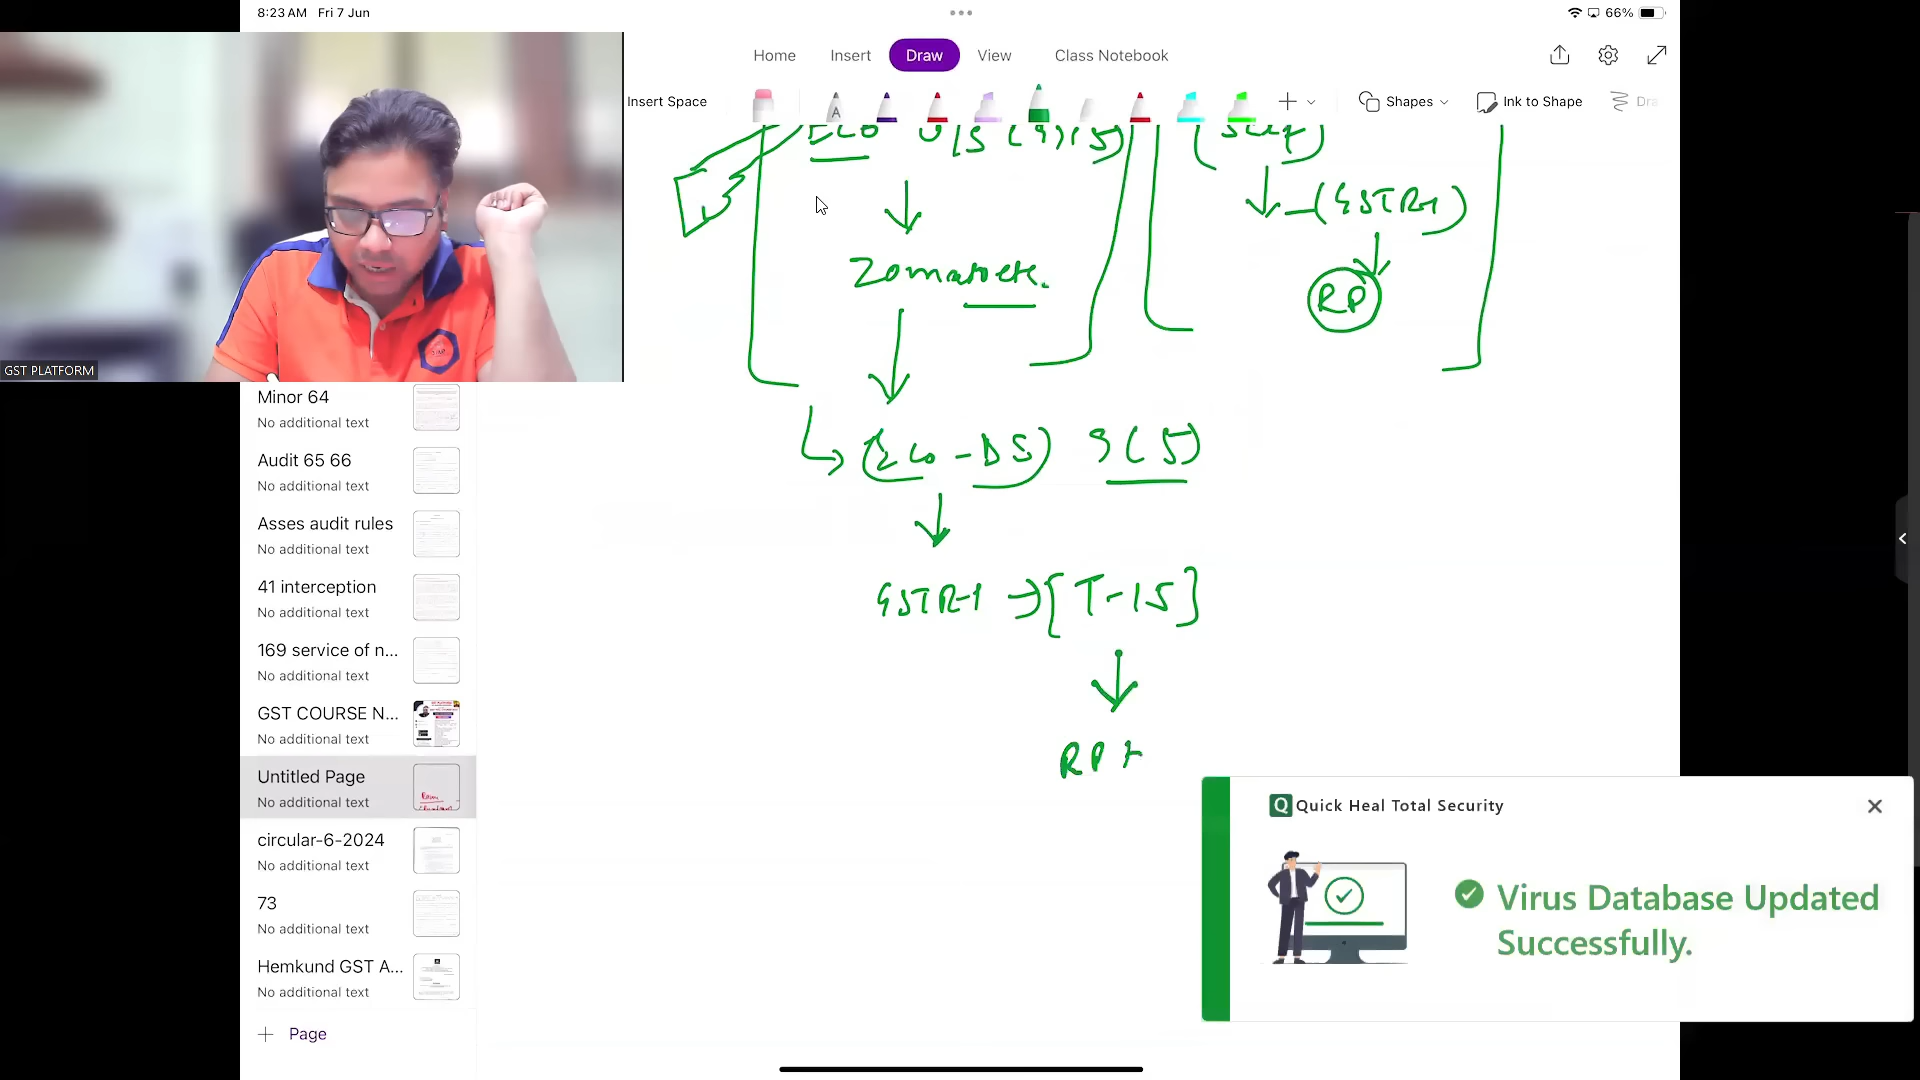 8:23 AM Fri 7 Jun
66%
Home Insert Draw View Class Notebook
Insert Space
A
Shapes
Ink to Shape
Dra
ECO U/S (9)(5)
(Self)
(GSTR-1)
Zomato etc.
RP
GST PLATFORM
(ECO - DS) 9(5)
GSTR-1 → [T-15]
RP
Minor 64
No additional text
Audit 65 66
No additional text
Asses audit rules
No additional text
41 interception
No additional text
169 service of n...
No additional text
GST COURSE N...
No additional text
Untitled Page
No additional text
circular-6-2024
No additional text
73
No additional text
Hemkund GST A...
No additional text
+ Page
Quick Heal Total Security
Virus Database Updated
Successfully.